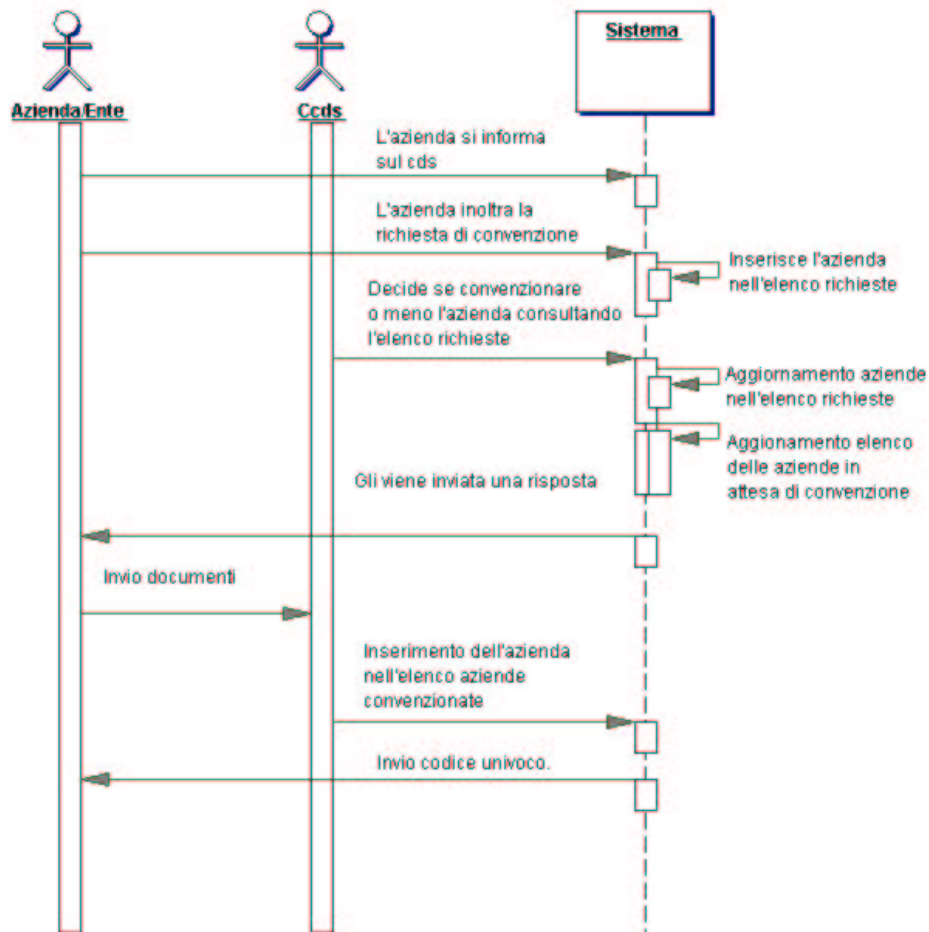 Azienda/Ente
Ccds
Sistema
L'azienda si informa
sul cds
L'azienda inoltra la
richiesta di convenzione
Inserisce l'azienda
nell'elenco richieste
Decide se convenzionare
o meno l'azienda consultando
l'elenco richieste
Aggiornamento aziende
nell'elenco richieste
Aggionamento elenco
delle aziende in
attesa di convenzione
Gli viene inviata una risposta
Invio documenti
Inserimento dell'azienda
nell'elenco aziende
convenzionate
Invio codice univoco.